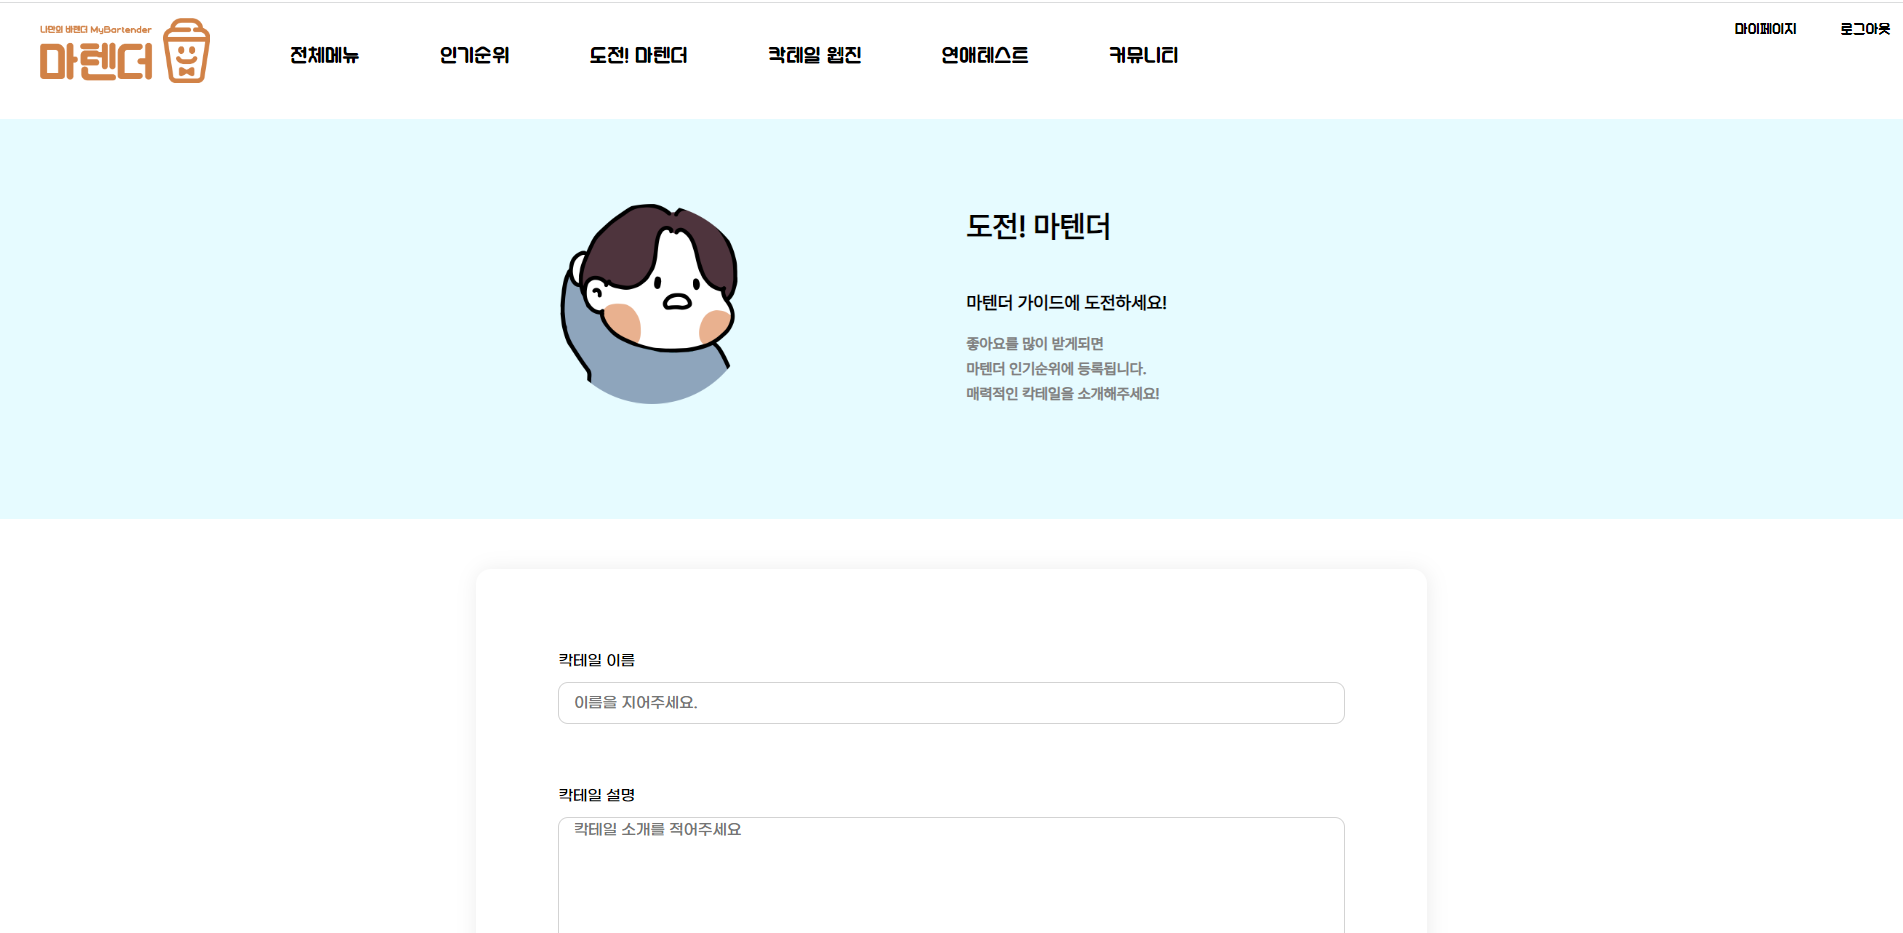 나만의 바텐더 MyBartender
마텐더
전체메뉴
인기순위
도전! 마텐더
칵테일 웹진
연애테스트
커뮤니티
마이페이지
로그아웃
도전! 마텐더
마텐더 가이드에 도전하세요!
좋아요를 많이 받게되면
마텐더 인기순위에 등록됩니다.
매력적인 칵테일을 소개해주세요!
칵테일 이름
이름을 지어주세요.
칵테일 설명
칵테일 소개를 적어주세요